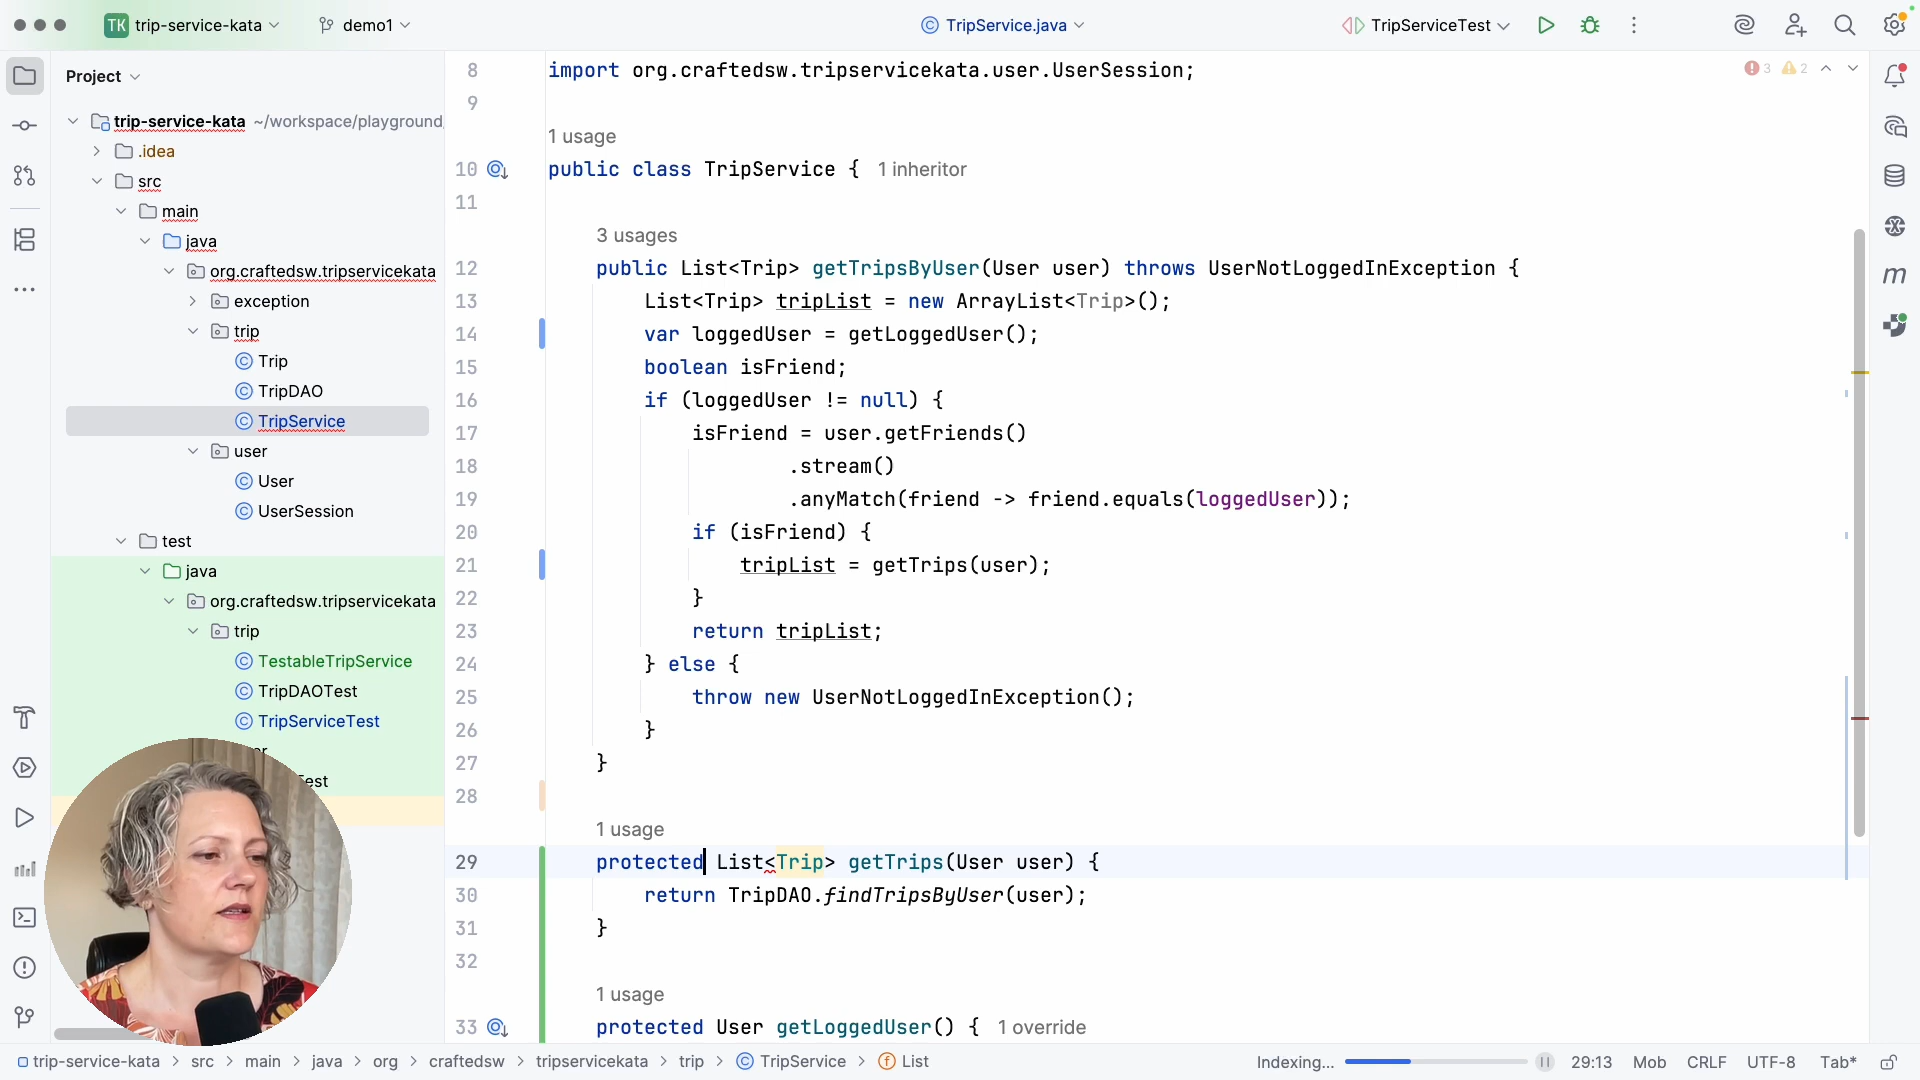 TK trip-service-kata
demo1
TripService.java
TripServiceTest
Project
trip-service-kata ~/workspace/playground
.idea
src
main
java
org.craftedsw.tripservicekata
exception
trip
Trip
TripDAO
TripService
user
User
UserSession
test
java
org.craftedsw.tripservicekata
trip
TestableTripService
TripDAOTest
TripServiceTest
8 import org.craftedsw.tripservicekata.user.UserSession;
3 2
9
1 usage
10 public class TripService { 1 inheritor
11
3 usages
12 public List<Trip> getTripsByUser(User user) throws UserNotLoggedInException {
13 List<Trip> tripList = new ArrayList<Trip>();
14 var loggedUser = getLoggedUser();
15 boolean isFriend;
16 if (loggedUser != null) {
17 isFriend = user.getFriends()
18 .stream()
19 .anyMatch(friend -> friend.equals(loggedUser));
20 if (isFriend) {
21 tripList = getTrips(user);
22 }
23 return tripList;
24 } else {
25 throw new UserNotLoggedInException();
26 }
27 }
28
1 usage
29 protected List<Trip> getTrips(User user) {
30 return TripDAO.findTripsByUser(user);
31 }
32
1 usage
33 protected User getLoggedUser() { 1 override
m
trip-service-kata > src > main > java > org > craftedsw > tripservicekata > trip > TripService > List
Indexing... 29:13 Mob CRLF UTF-8 Tab*